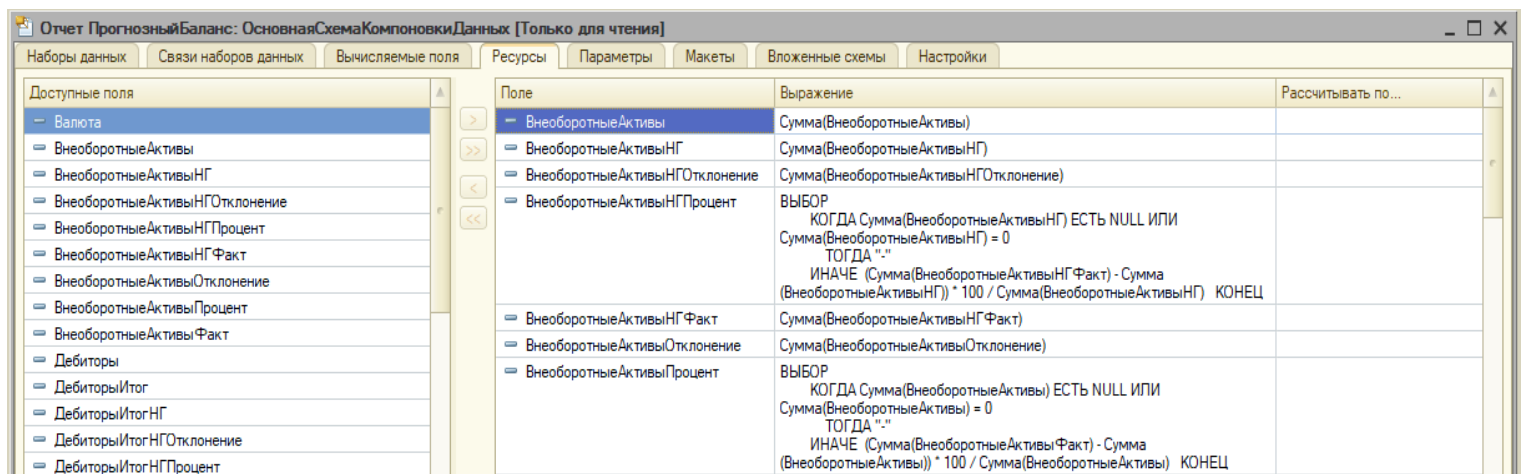 Отчет ПрогнозныйБаланс: ОсновнаяСхемаКомпоновкиДанных [Только для чтения]
Наборы данных Связи наборов данных Вычисляемые поля Ресурсы Параметры Макеты Вложенные схемы Настройки
Доступные поля
Валюта
ВнеоборотныеАктивы
ВнеоборотныеАктивыНГ
ВнеоборотныеАктивыНГОтклонение
ВнеоборотныеАктивыНГПроцент
ВнеоборотныеАктивыНГФакт
ВнеоборотныеАктивыОтклонение
ВнеоборотныеАктивыПроцент
ВнеоборотныеАктивыФакт
Дебиторы
ДебиторыИтог
ДебиторыИтогНГ
ДебиторыИтогНГОтклонение
ДебиторыИтогНГПроцент
> 
>>
<
<<
Поле Выражение Рассчитывать по...
ВнеоборотныеАктивы Сумма(ВнеоборотныеАктивы)
ВнеоборотныеАктивыНГ Сумма(ВнеоборотныеАктивыНГ)
ВнеоборотныеАктивыНГОтклонение Сумма(ВнеоборотныеАктивыНГОтклонение)
ВнеоборотныеАктивыНГПроцент ВЫБОР
КОГДА Сумма(ВнеоборотныеАктивыНГ) ЕСТЬ NULL ИЛИ
Сумма(ВнеоборотныеАктивыНГ) = 0
ТОГДА "-"
ИНАЧЕ (Сумма(ВнеоборотныеАктивыНГФакт) - Сумма
(ВнеоборотныеАктивыНГ)) * 100 / Сумма(ВнеоборотныеАктивыНГ) КОНЕЦ
ВнеоборотныеАктивыНГФакт Сумма(ВнеоборотныеАктивыНГФакт)
ВнеоборотныеАктивыОтклонение Сумма(ВнеоборотныеАктивыОтклонение)
ВнеоборотныеАктивыПроцент ВЫБОР
КОГДА Сумма(ВнеоборотныеАктивы) ЕСТЬ NULL ИЛИ
Сумма(ВнеоборотныеАктивы) = 0
ТОГДА "-"
ИНАЧЕ (Сумма(ВнеоборотныеАктивыФакт) - Сумма
(ВнеоборотныеАктивы)) * 100 / Сумма(ВнеоборотныеАктивы) КОНЕЦ